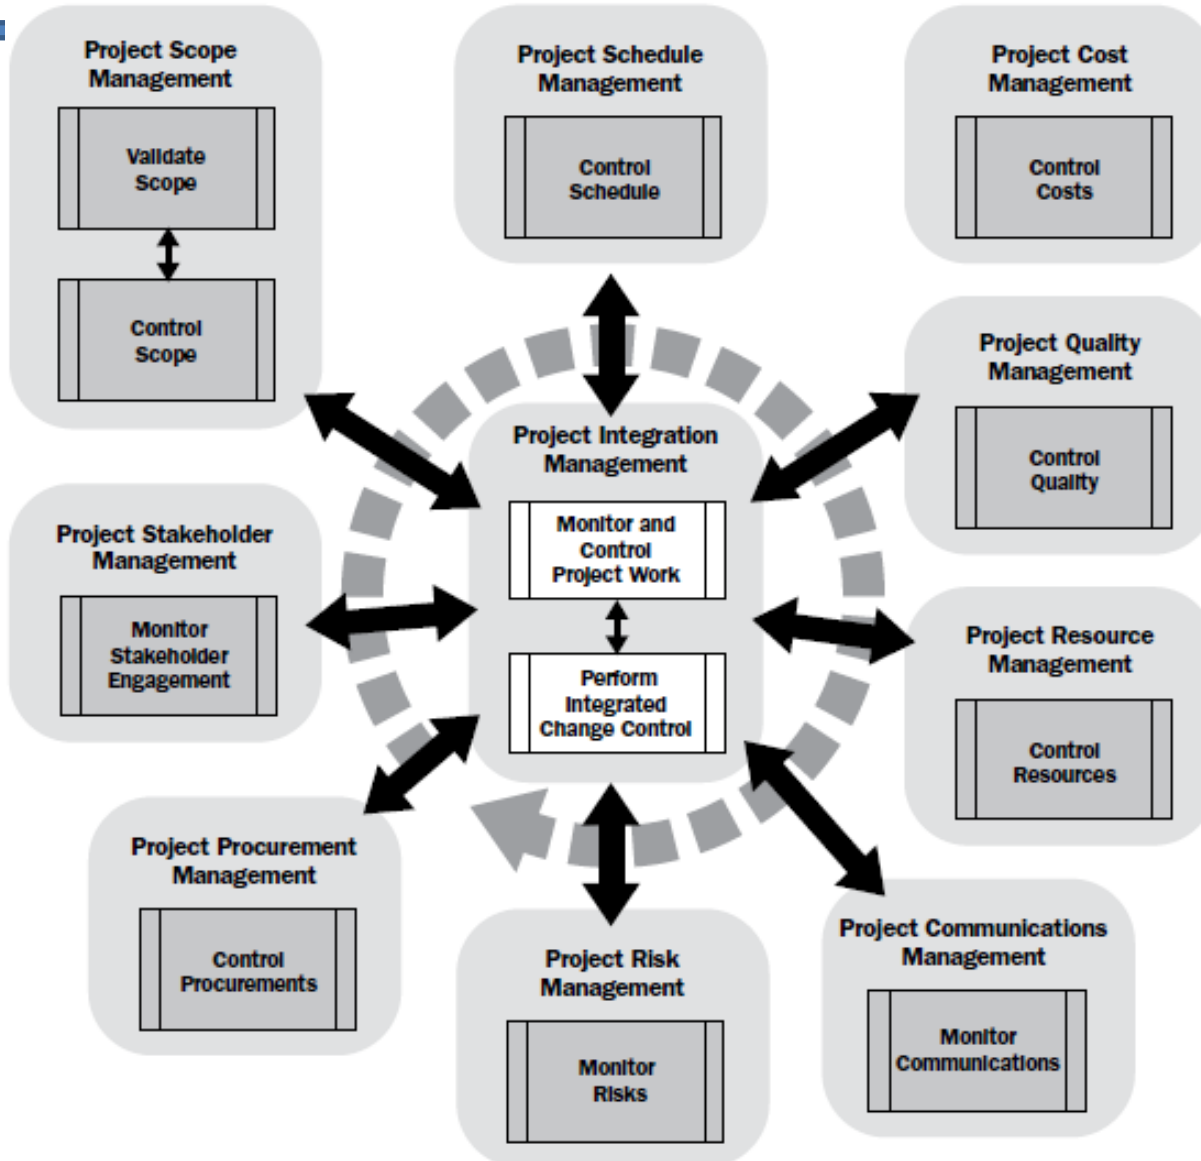 Project Scope
Management
Validate
Scope
Control
Scope
Project Schedule
Management
Control
Schedule
Project Cost
Management
Control
Costs
Project Quality
Management
Control
Quality
Project Integration
Management
Monitor and
Control
Project Work
Perform
Integrated
Change Control
Project Stakeholder
Management
Monitor
Stakeholder
Engagement
Project Resource
Management
Control
Resources
Project Procurement
Management
Control
Procurements
Project Risk
Management
Monitor
Risks
Project Communications
Management
Monitor
Communications